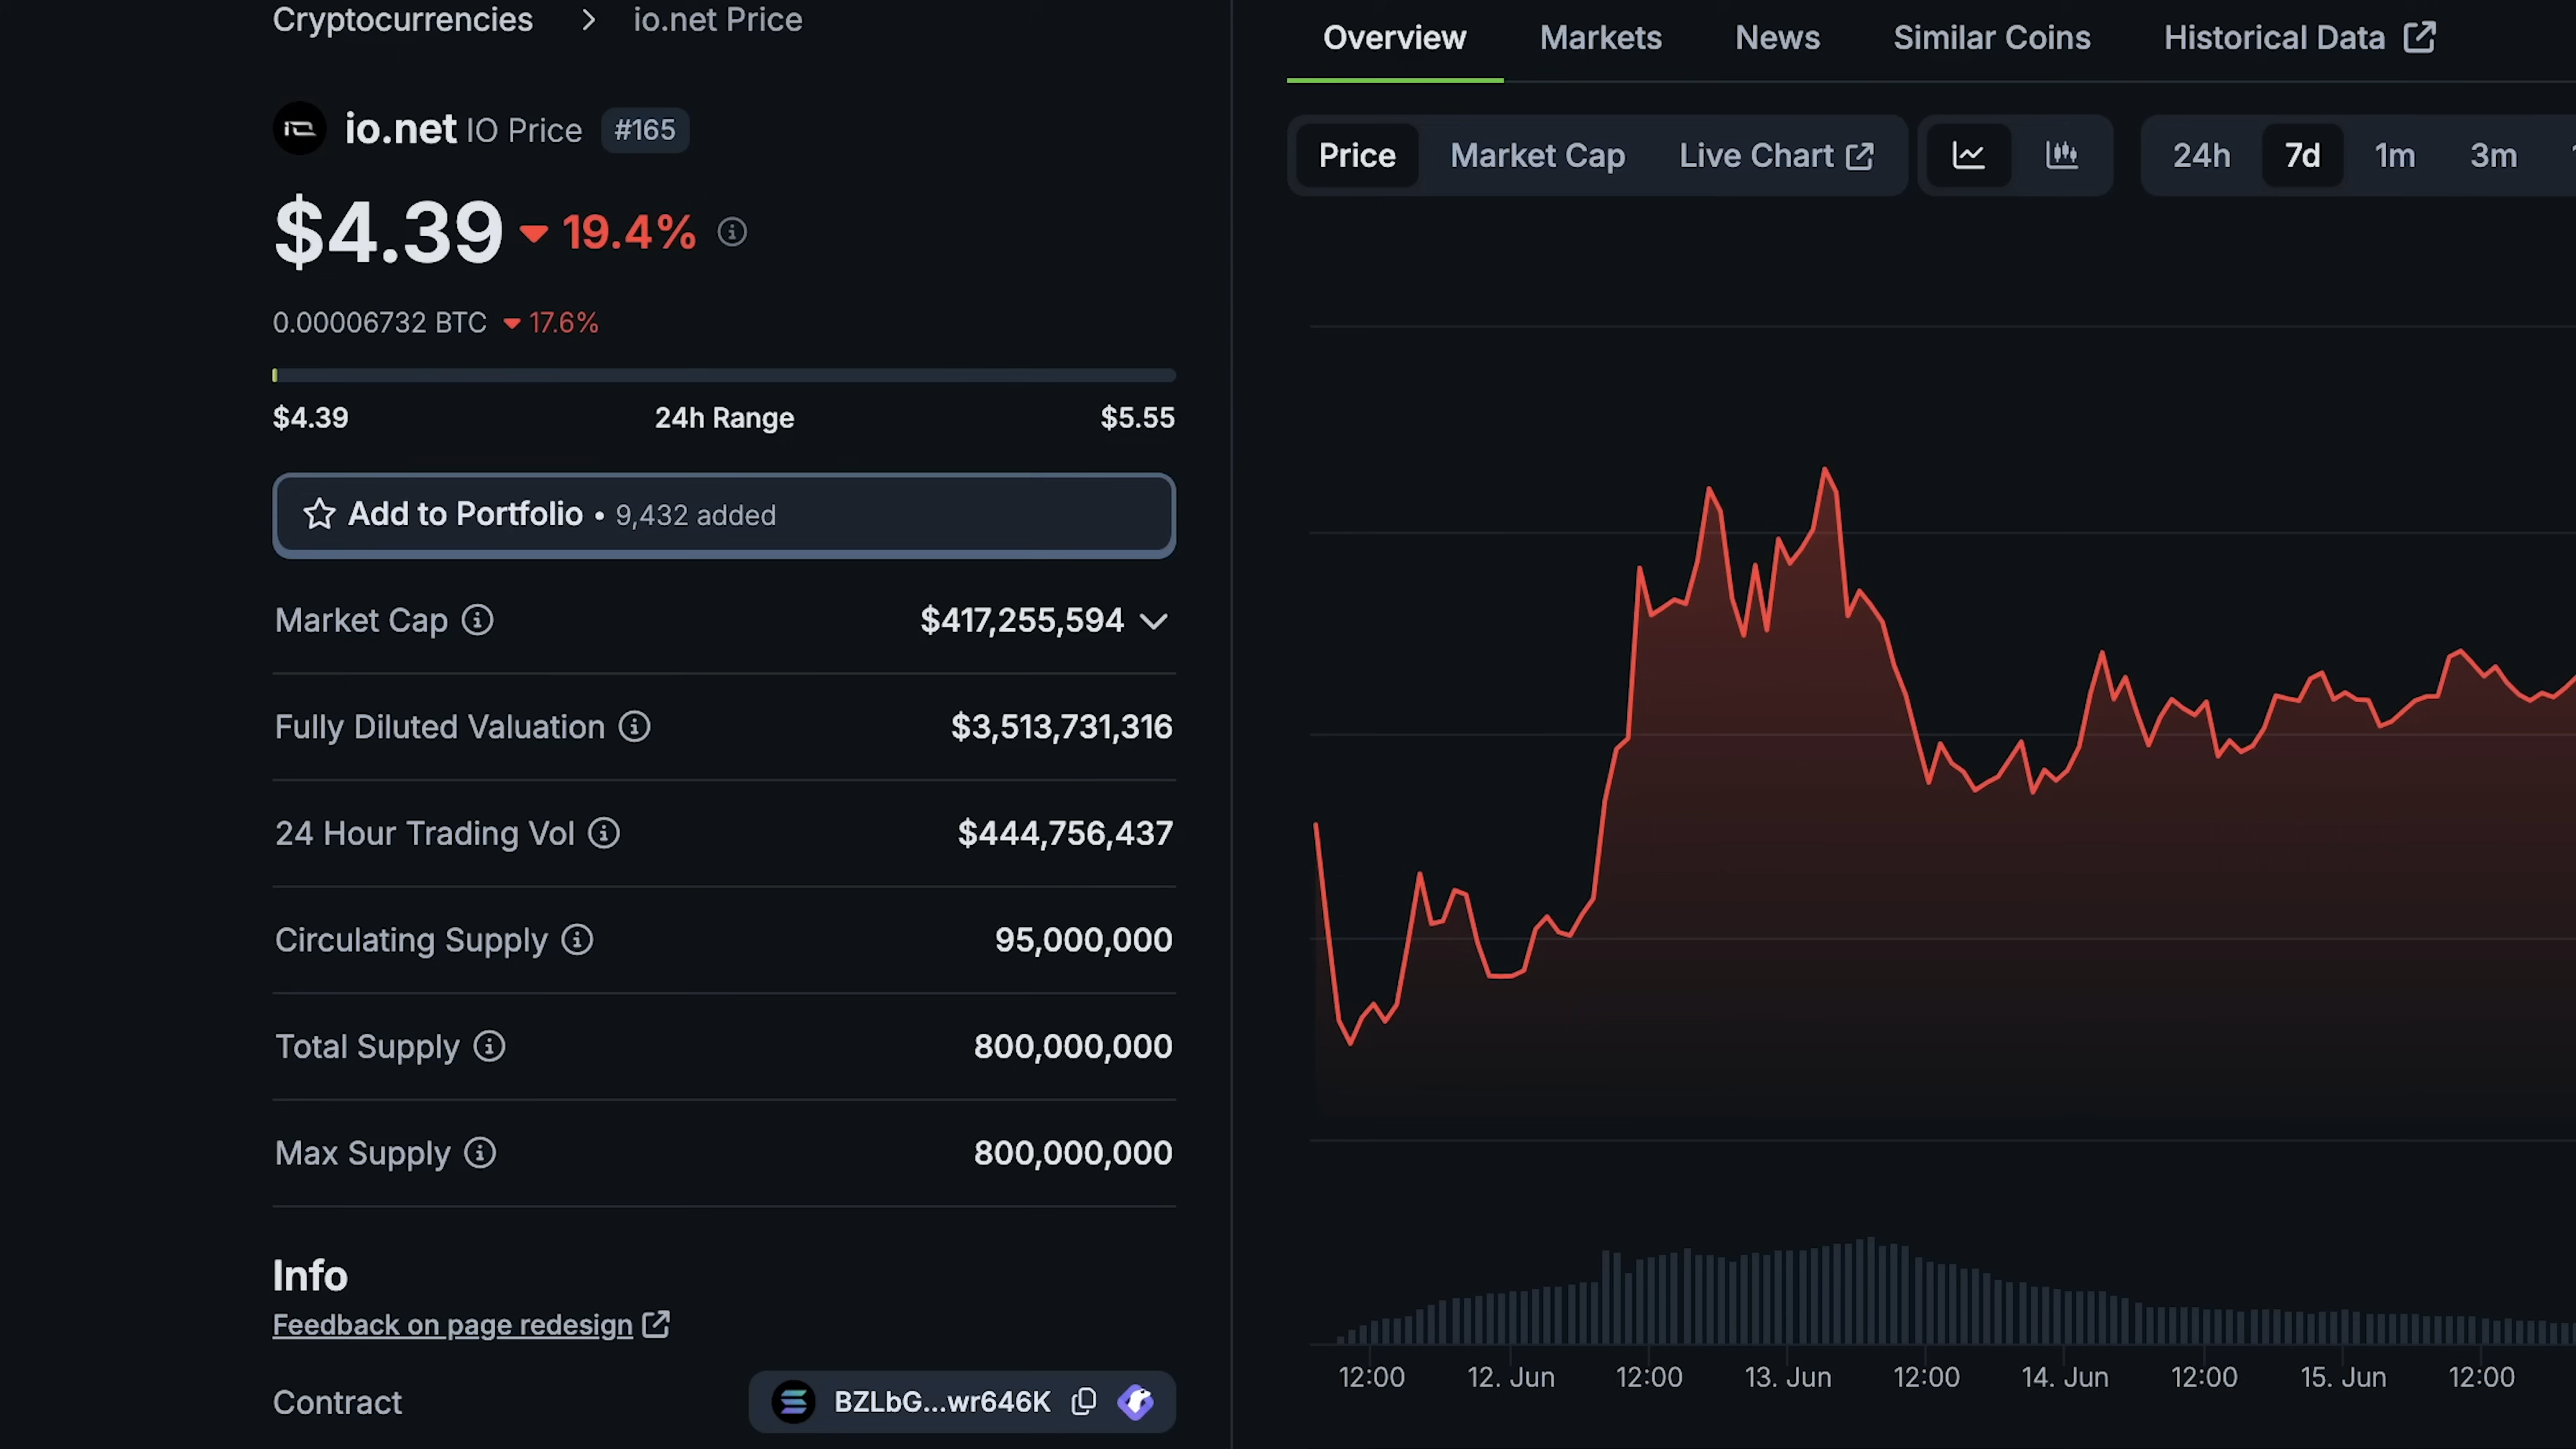 Cryptocurrencies > io.net Price
io.net IO Price #165
$4.39 19.4%
0.00006732 BTC 17.6%
$4.39 24h Range $5.55
Add to Portfolio • 9,432 added
Market Cap $417,255,594
Fully Diluted Valuation $3,513,731,316
24 Hour Trading Vol $444,756,437
Circulating Supply 95,000,000
Total Supply 800,000,000
Max Supply 800,000,000
Info
Feedback on page redesign
Contract BZLbG...wr646K
Overview Markets News Similar Coins Historical Data
Price Market Cap Live Chart 24h 7d 1m 3m
12:00 12. Jun 12:00 13. Jun 12:00 14. Jun 12:00 15. Jun 12:00